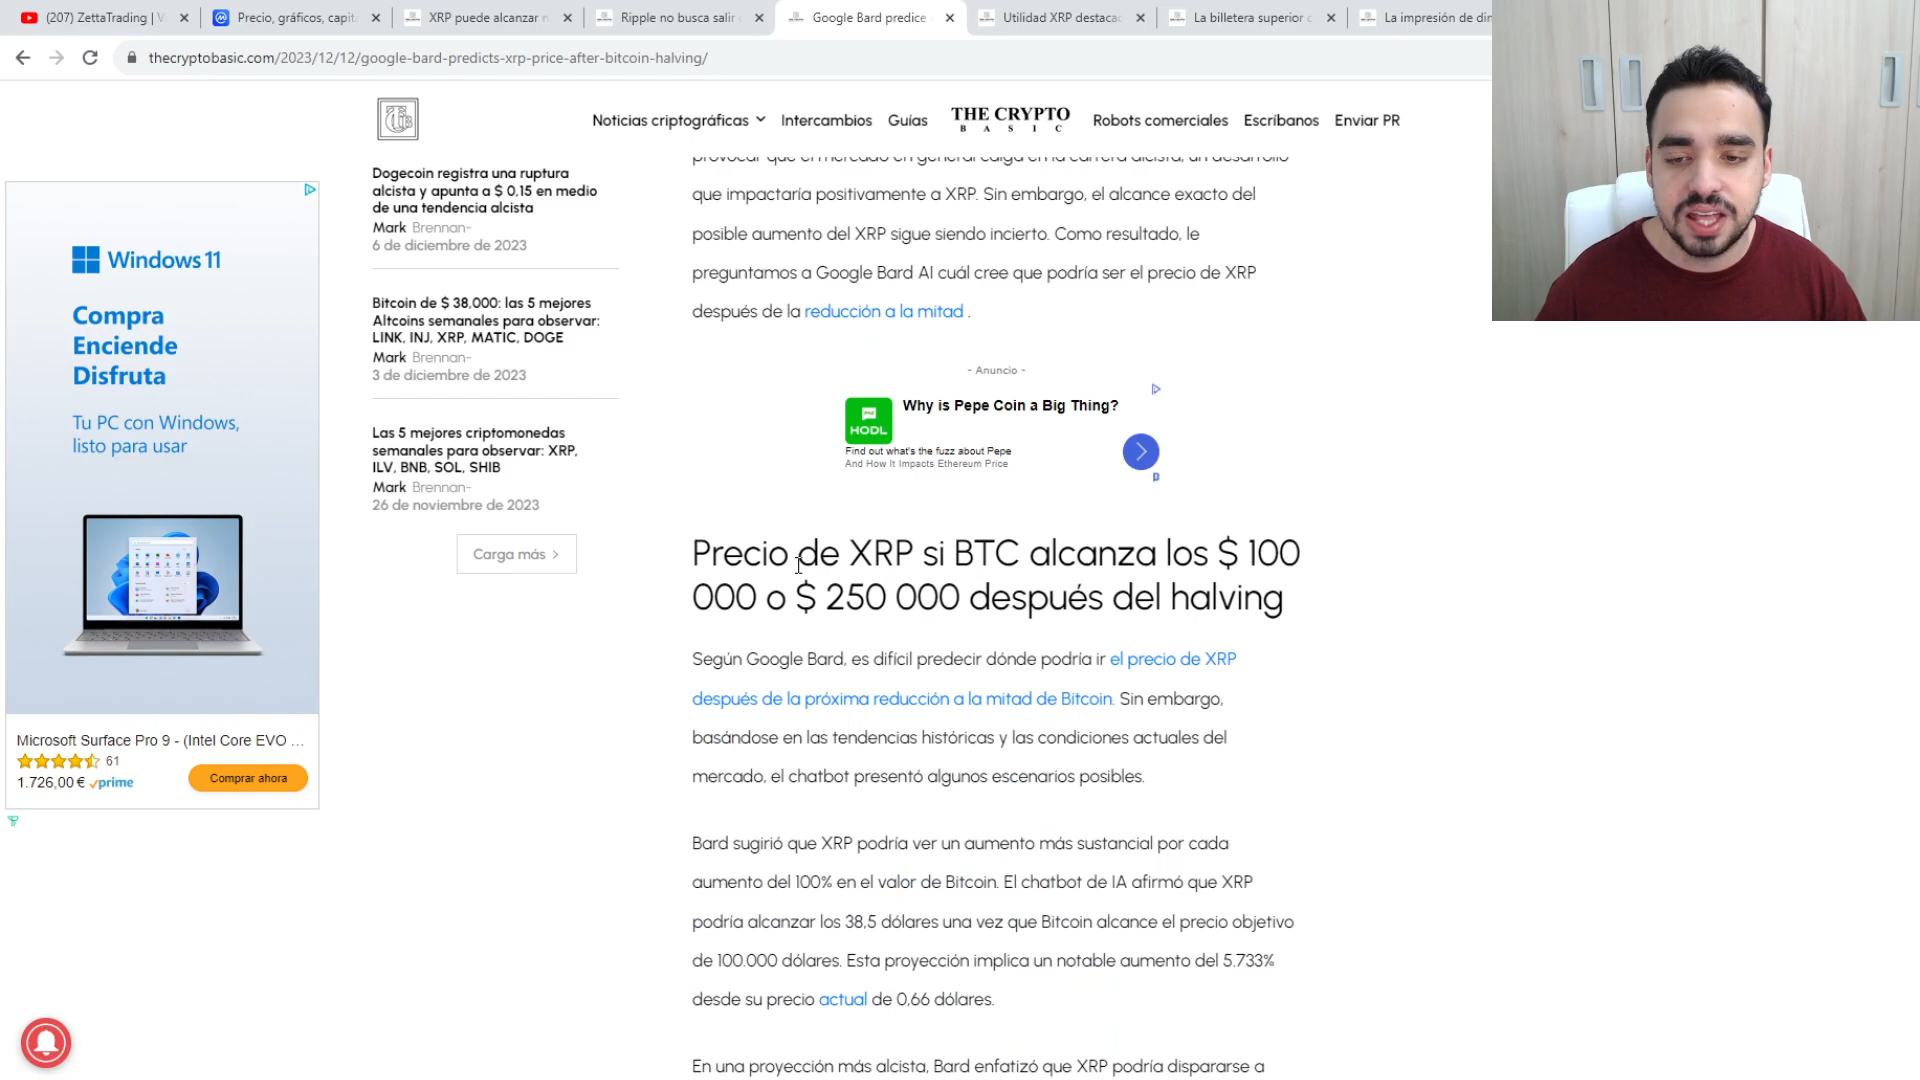 (207) ZettaTrading |
Precio, gráficos, capit
XRP puede alcanzar
Ripple no busca salir
Google Bard predice
Utilidad XRP destaca
La billetera superior
La impresión de din
thecryptobasic.com/2023/12/12/google-bard-predicts-xrp-price-after-bitcoin-halving/
Noticias criptográficas
Intercambios
Guías
THE CRYPTO
BASIC
Robots comerciales
Escríbanos
Enviar PR
Windows 11
Compra
Enciende
Disfruta
Tu PC con Windows,
listo para usar
Microsoft Surface Pro 9 - (Intel Core EVO ...
61
1.726,00 € prime
Comprar ahora
Dogecoin registra una ruptura
alcista y apunta a $ 0,15 en medio
de una tendencia alcista
Mark Brennan-
6 de diciembre de 2023
Bitcoin de $ 38,000: las 5 mejores
Altcoins semanales para observar:
LINK, INJ, XRP, MATIC, DOGE
Mark Brennan-
3 de diciembre de 2023
Las 5 mejores criptomonedas
semanales para observar: XRP,
ILV, BNB, SOL, SHIB
Mark Brennan-
26 de noviembre de 2023
Carga más
provocar que el mercado en general caiga en la carrera alcista, un desarrollo
que impactaría positivamente a XRP. Sin embargo, el alcance exacto del
posible aumento del XRP sigue siendo incierto. Como resultado, le
preguntamos a Google Bard AI cuál cree que podría ser el precio de XRP
después de la reducción a la mitad .
- Anuncio -
HODL
Why is Pepe Coin a Big Thing?
Find out what's the fuzz about Pepe
And How It Impacts Ethereum Price
Precio de XRP si BTC alcanza los $ 100
000 o $ 250 000 después del halving
Según Google Bard, es difícil predecir dónde podría ir el precio de XRP
después de la próxima reducción a la mitad de Bitcoin. Sin embargo,
basándose en las tendencias históricas y las condiciones actuales del
mercado, el chatbot presentó algunos escenarios posibles.
Bard sugirió que XRP podría ver un aumento más sustancial por cada
aumento del 100% en el valor de Bitcoin. El chatbot de IA afirmó que XRP
podría alcanzar los 38,5 dólares una vez que Bitcoin alcance el precio objetivo
de 100.000 dólares. Esta proyección implica un notable aumento del 5.733%
desde su precio actual de 0,66 dólares.
En una proyección más alcista, Bard enfatizó que XRP podría dispararse a